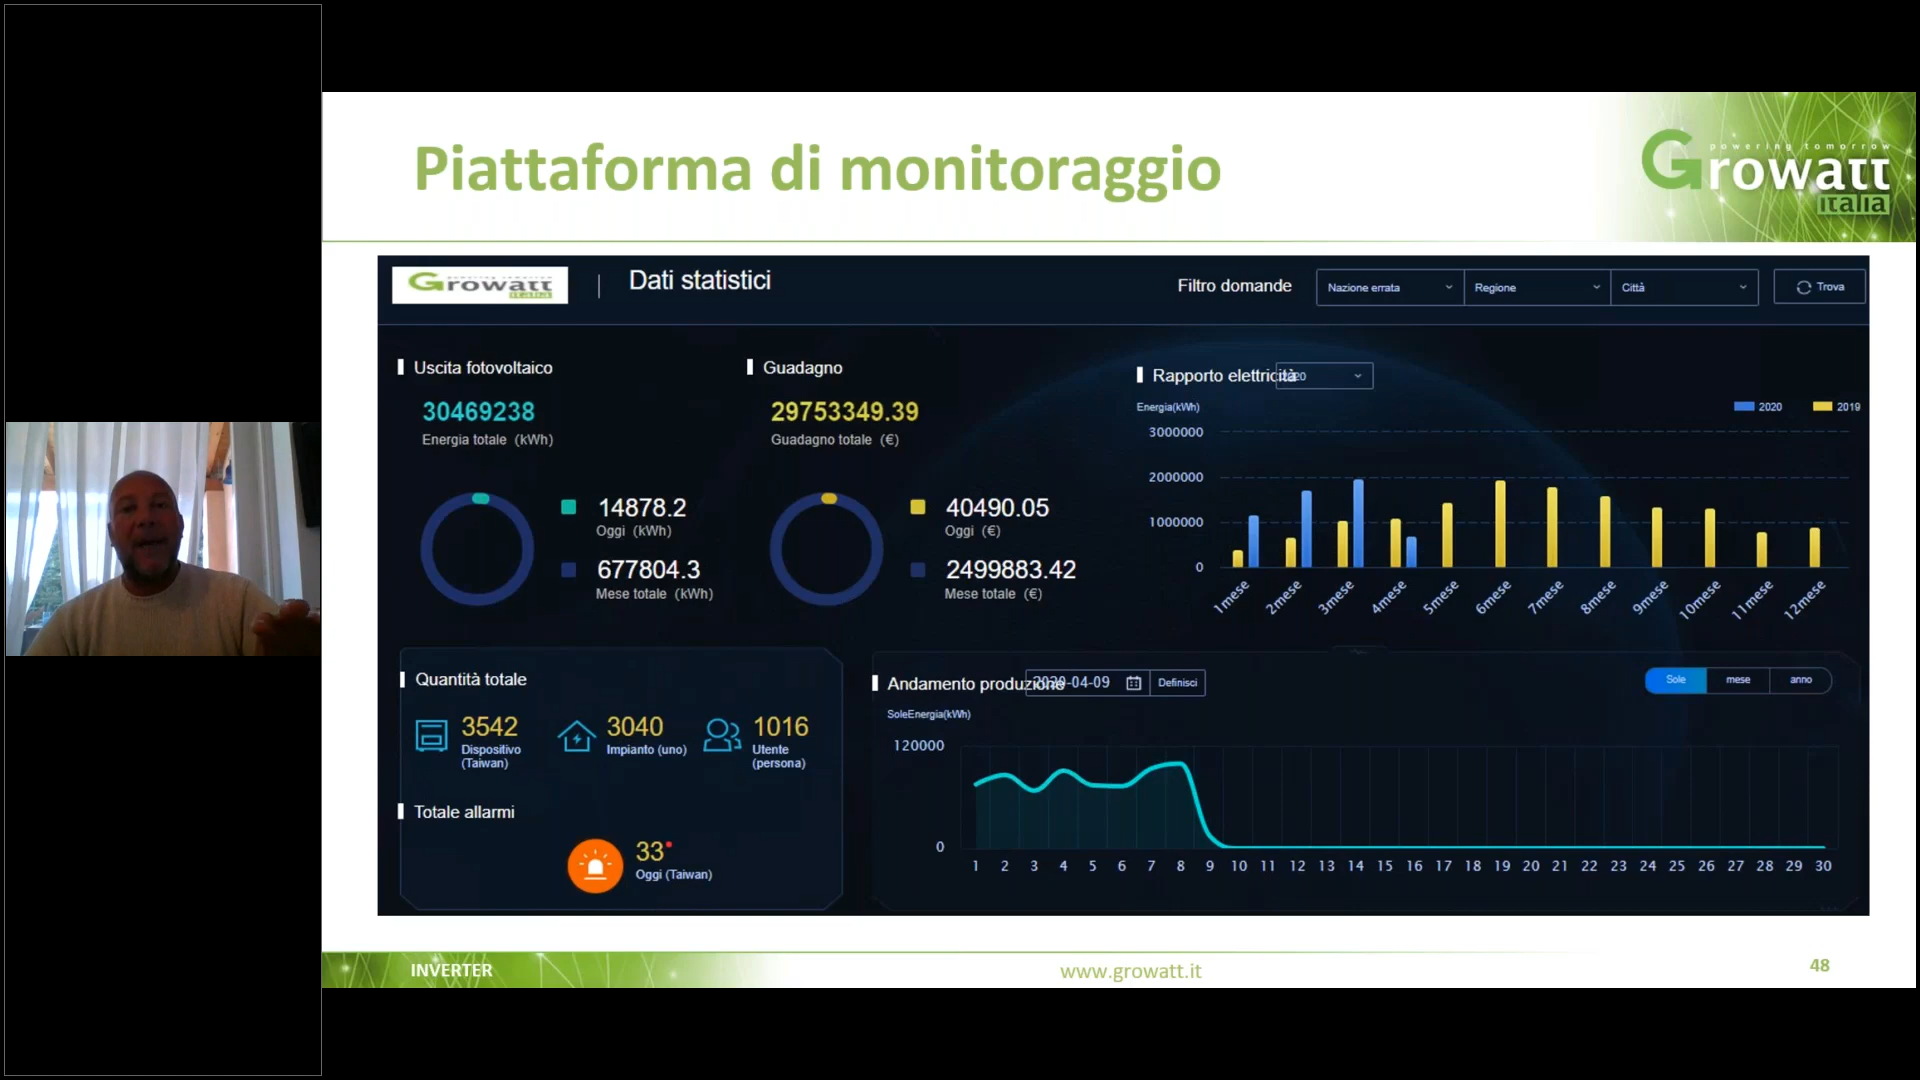 Piattaforma di monitoraggio
powering tomorrow
Growatt
italia
Growatt
italia
Dati statistici
Filtro domande
Nazione errata
Regione
Città
Trova
Uscita fotovoltaico
30469238
Energia totale (kWh)
14878.2
Oggi (kWh)
677804.3
Mese totale (kWh)
Guadagno
29753349.39
Guadagno totale (€)
40490.05
Oggi (€)
2499883.42
Mese totale (€)
Rapporto elettricità
Energia(kWh)
2020
2019
3000000
2000000
1000000
0
1mese 2mese 3mese 4mese 5mese 6mese 7mese 8mese 9mese 10mese 11mese 12mese
Quantità totale
3542
Dispositivo
(Taiwan)
3040
Impianto (uno)
1016
Utente
(persona)
Totale allarmi
33
Oggi (Taiwan)
Andamento produzione
2020-04-09
Definisci
Sole
mese
anno
SoleEnergia(kWh)
120000
0
1 2 3 4 5 6 7 8 9 10 11 12 13 14 15 16 17 18 19 20 21 22 23 24 25 26 27 28 29 30
INVERTER
www.growatt.it
48